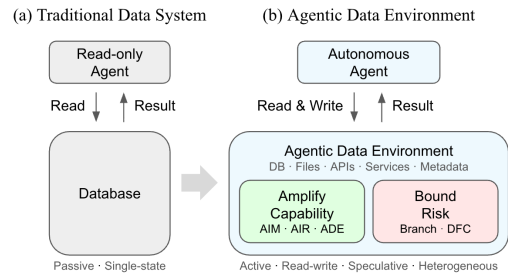 (a) Traditional Data System
Read-only
Agent
Read
Result
Database
Passive · Single-state
(b) Agentic Data Environment
Autonomous
Agent
Read & Write
Result
Agentic Data Environment
DB · Files · APIs · Services · Metadata
Amplify
Capability
AIM · AIR · ADE
Bound
Risk
Branch · DFC
Active · Read-write · Speculative · Heterogeneous